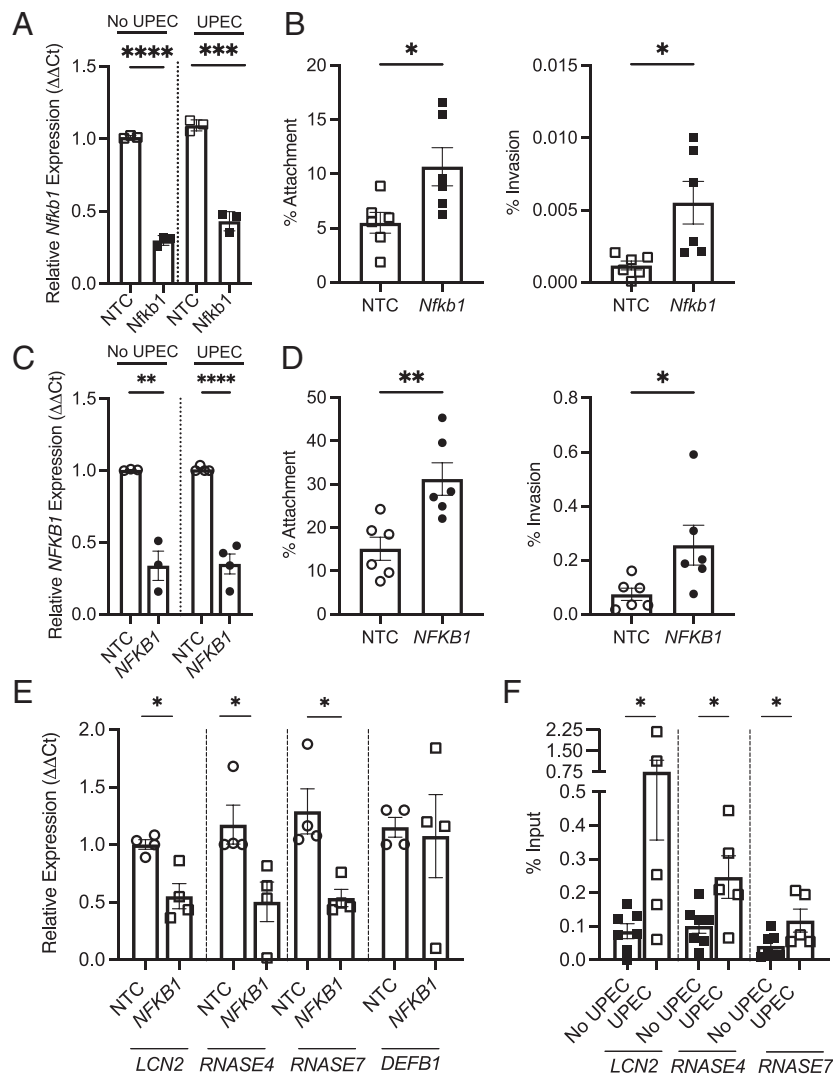 A
No UPEC UPEC
**** ***
Relative Nfkb1 Expression (ΔΔCt)
1.5
1.0
0.5
0.0
NTC Nfkb1 NTC Nfkb1
B
*
% Attachment
20
15
10
5
0
NTC Nfkb1
*
% Invasion
0.015
0.010
0.005
0.000
NTC Nfkb1
C
No UPEC UPEC
** ****
Relative NFKB1 Expression (ΔΔCt)
1.5
1.0
0.5
0.0
NTC NFKB1 NTC NFKB1
D
**
% Attachment
50
40
30
20
10
0
NTC NFKB1
*
% Invasion
0.8
0.6
0.4
0.2
0.0
NTC NFKB1
E
* * *
Relative Expression (ΔΔCt)
2.0
1.5
1.0
0.5
0.0
NTC NFKB1 NTC NFKB1 NTC NFKB1 NTC NFKB1
LCN2 RNASE4 RNASE7 DEFB1
F
* * *
% Input
2.25
1.50
0.75
0.5
0.4
0.3
0.2
0.1
0.0
No UPEC UPEC No UPEC UPEC No UPEC UPEC
LCN2 RNASE4 RNASE7